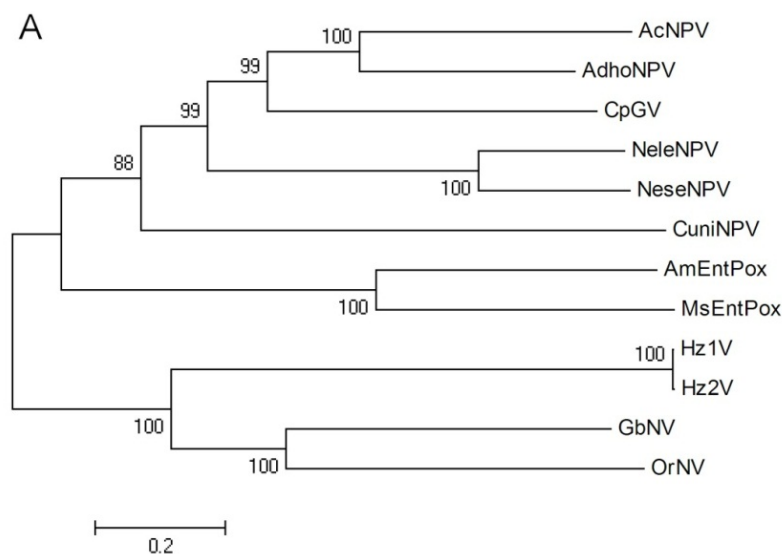 A
AcNPV
100
AdhoNPV
99
CpGV
99
NeleNPV
88
100
NeseNPV
CuniNPV
AmEntPox
100
MsEntPox
100
Hz1V
Hz2V
100
GbNV
100
OrNV
0.2